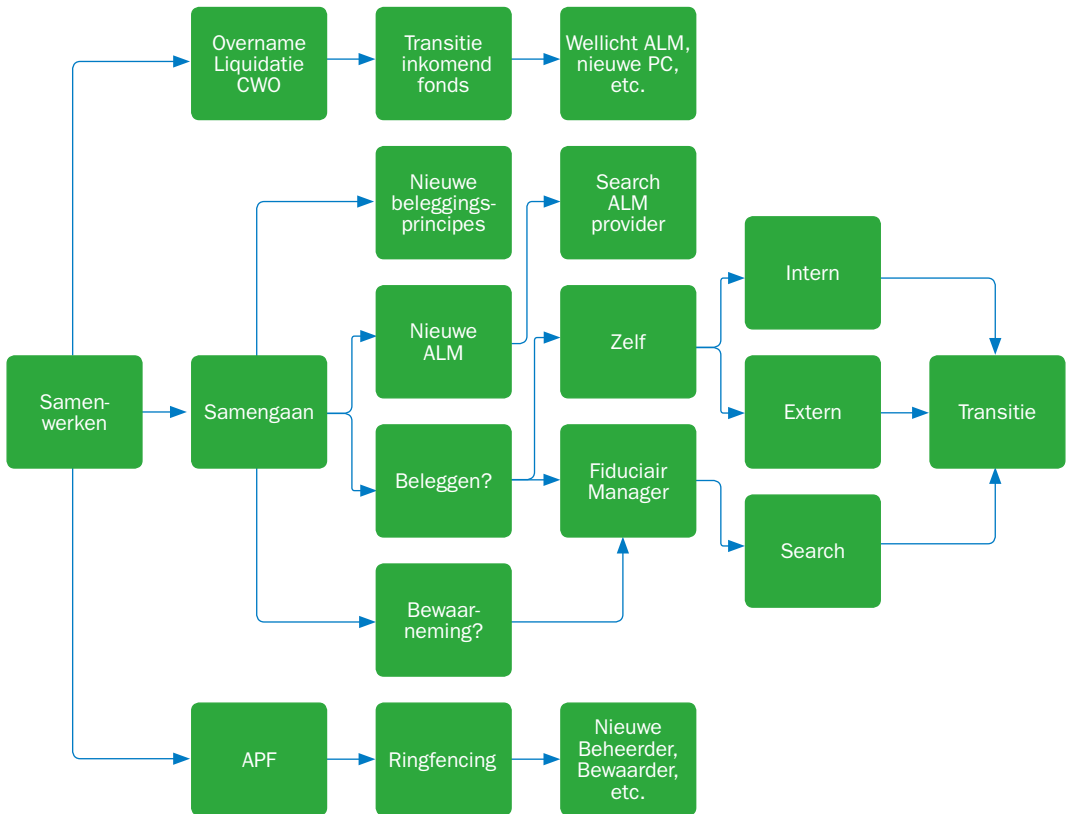 Overname
Liquidatie
CWO
Transitie
inkomend
fonds
Wellicht ALM,
nieuwe PC,
etc.
Nieuwe
beleggings-
principes
Search
ALM
provider
Intern
Nieuwe
ALM
Zelf
Samen-
werken
Samengaan
Extern
Transitie
Beleggen?
Fiduciair
Manager
Search
Bewaar-
neming?
APF
Ringfencing
Nieuwe
Beheerder,
Bewaarder,
etc.